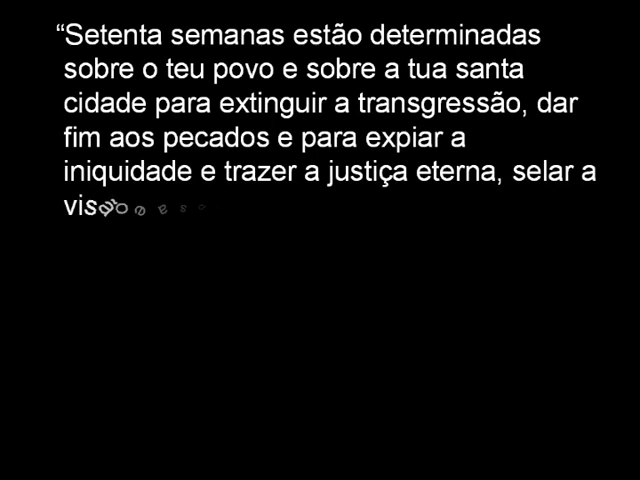 “Setenta semanas estão determinadas
sobre o teu povo e sobre a tua santa
cidade para extinguir a transgressão, dar
fim aos pecados e para expiar a
iniquidade e trazer a justiça eterna, selar a
visão e